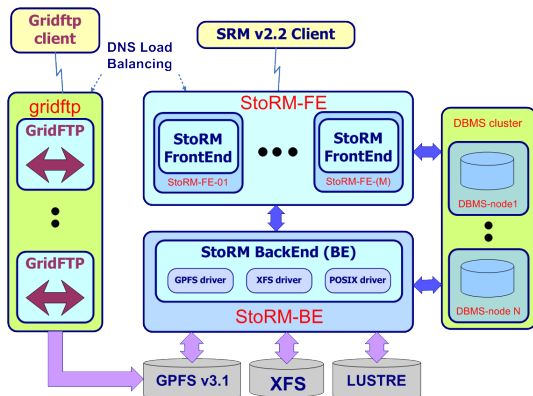 Gridftp
client
DNS Load
Balancing
SRM v2.2 Client
gridftp
GridFTP
GridFTP
StoRM-FE
StoRM
FrontEnd
StoRM-FE-01
StoRM
FrontEnd
StoRM-FE-(M)
DBMS cluster
DBMS-node1
DBMS-node N
StoRM BackEnd (BE)
GPFS driver
XFS driver
POSIX driver
StoRM-BE
GPFS v3.1
XFS
LUSTRE